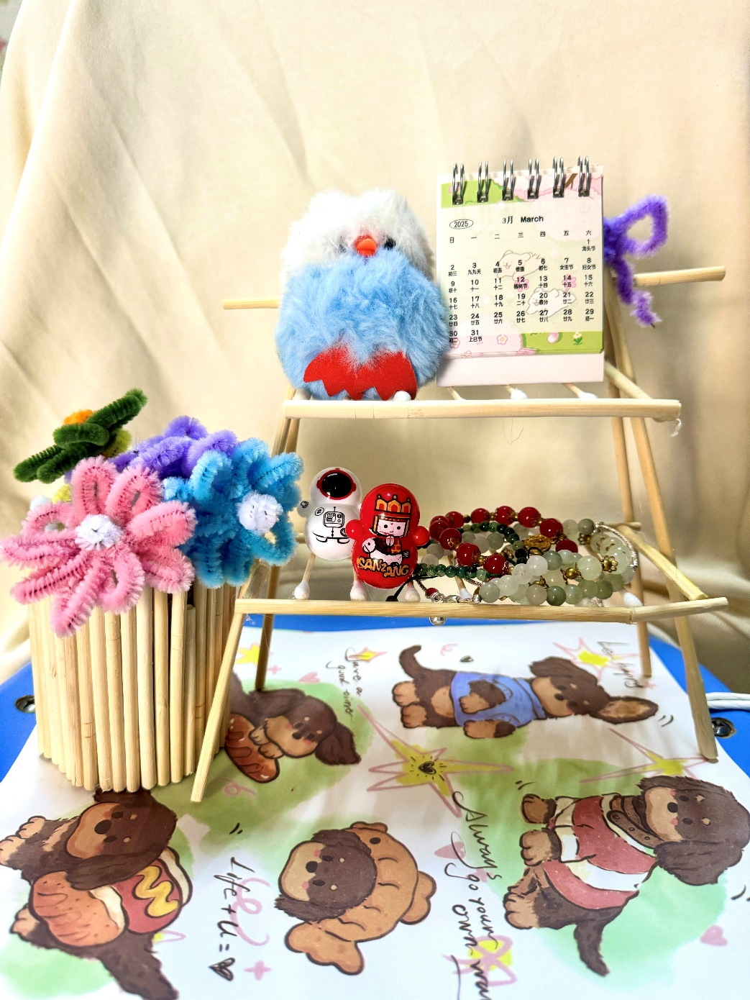 2025 3月 March
日 一 二 三 四 五 六
1
龙头节
2 3 4 5 6 7 8
初三 九九天 初五 惊蛰 初七 女生节 妇女节
9 10 11 12 13 14 15
初十 十一 十二 植树节 十四 十五 十六
16 17 18 19 20 21 22
十七 十八 十九 二十 春分 廿二 廿三
23 24 25 26 27 28 29
廿四 廿五 廿六 廿七 廿八 廿九 初一
30 31
初二 上巳节
SANZANG
Have a
good time
Life+u=
Always
go your
own way